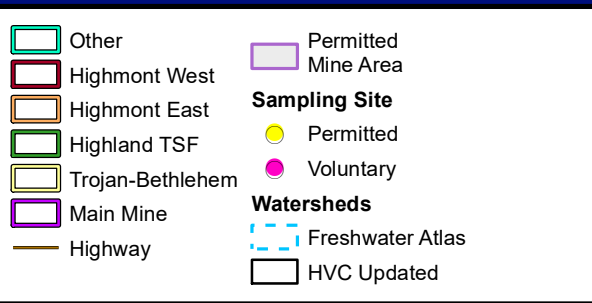 Other
Highmont West
Highmont East
Highland TSF
Trojan-Bethlehem
Main Mine
Highway
Permitted
Mine Area
Sampling Site
Permitted
Voluntary
Watersheds
Freshwater Atlas
HVC Updated